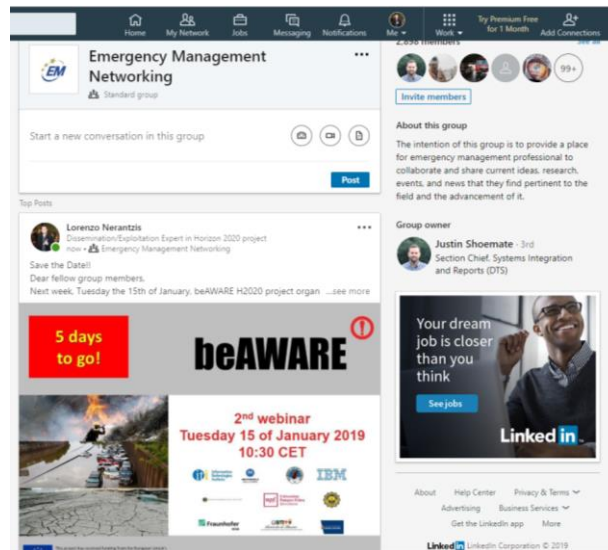 Home
My Network
Jobs
Messaging
Notifications
Me
Work
Try Premium Free
for 1 Month
Add Connections
EM
Emergency Management
Networking
Standard group
Start a new conversation in this group
Post
Top Posts
Lorenzo Nerantzis
Dissemination/Exploitation Expert in Horizon 2020 project
now • Emergency Management Networking
Save the Date!!
Dear fellow group members,
Next week, Tuesday the 15th of January, beAWARE H2020 project organ ...see more
5 days
to go!
beAWARE
2nd webinar
Tuesday 15 of January 2019
10:30 CET
IBM
Fraunhofer
2,898 members
See all
99+
Invite members
About this group
The intention of this group is to provide a place
for emergency management professional to
collaborate and share current ideas, research,
events, and news that they find pertinent to the
field and the advancement of it.
Group owner
Justin Shoemate · 3rd
Section Chief, Systems Integration
and Reports (DTS)
Your dream
job is closer
than you
think
See jobs
Linked in
About Help Center Privacy & Terms
Advertising Business Services
Get the LinkedIn app More
Linked in LinkedIn Corporation © 2019